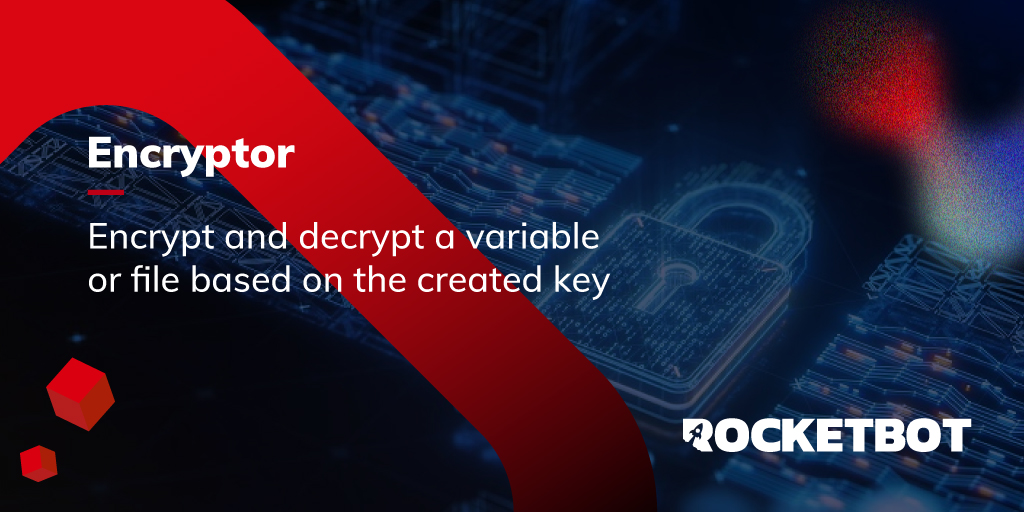 Encryptor
Encrypt and decrypt a variable
or file based on the created key
ROCKETBOT